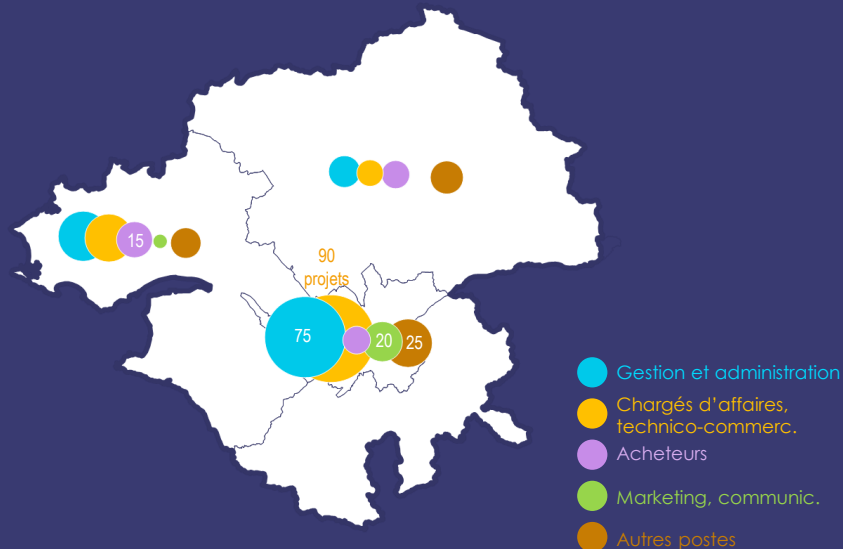 15
90
projets
75
20
25
Gestion et administration
Chargés d’affaires,
technico-commerc.
Acheteurs
Marketing, communic.
Autres postes